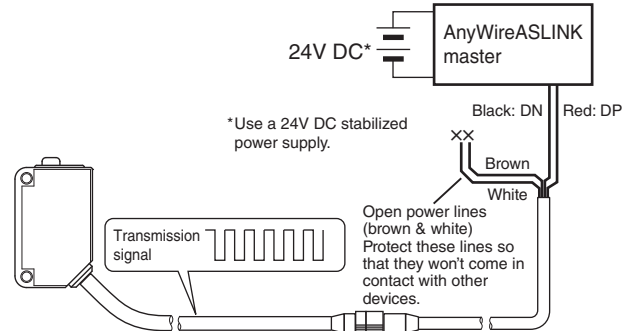 AnyWireASLINK
master
24V DC*
Black: DN
Red: DP
*Use a 24V DC stabilized
power supply.
Brown
White
Open power lines
(brown & white)
Protect these lines so
that they won't come in
contact with other
devices.
Transmission
signal